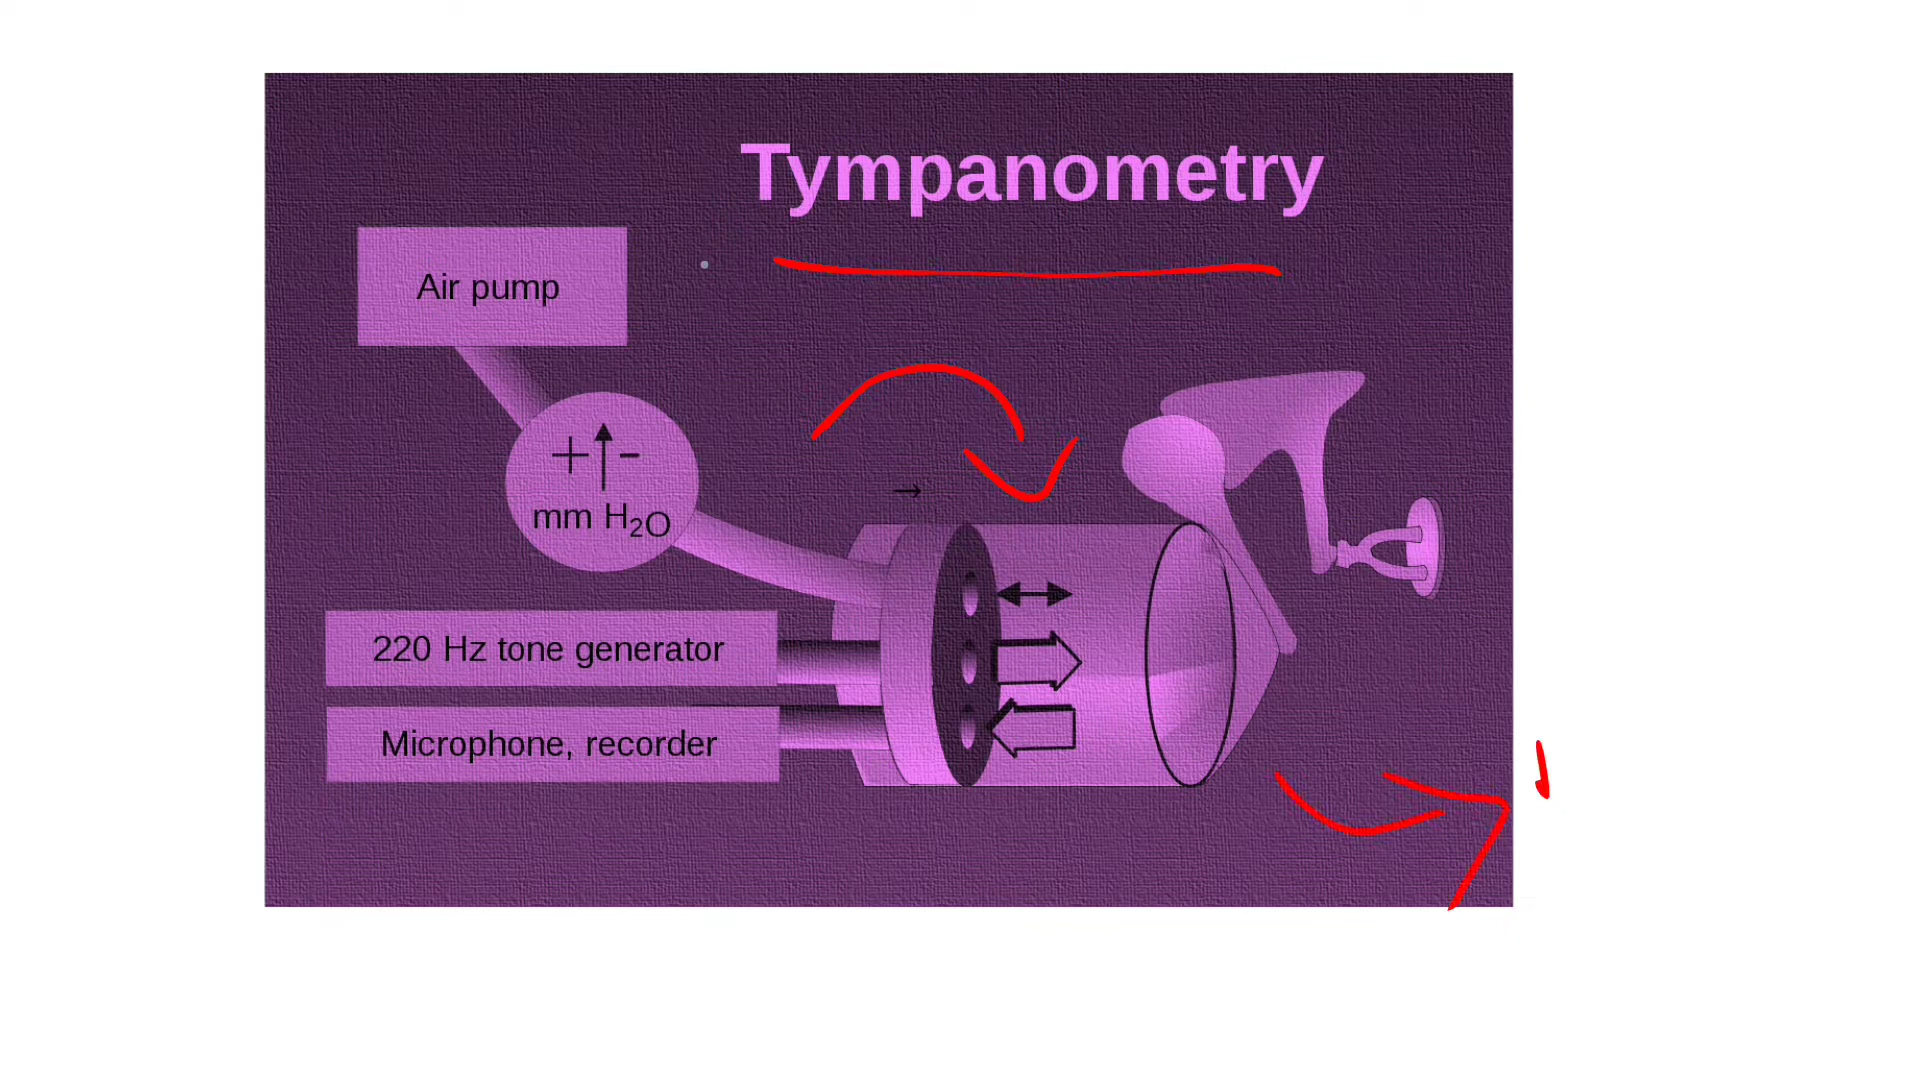 Tympanometry
Air pump
+ -
mm H₂O
220 Hz tone generator
Microphone, recorder